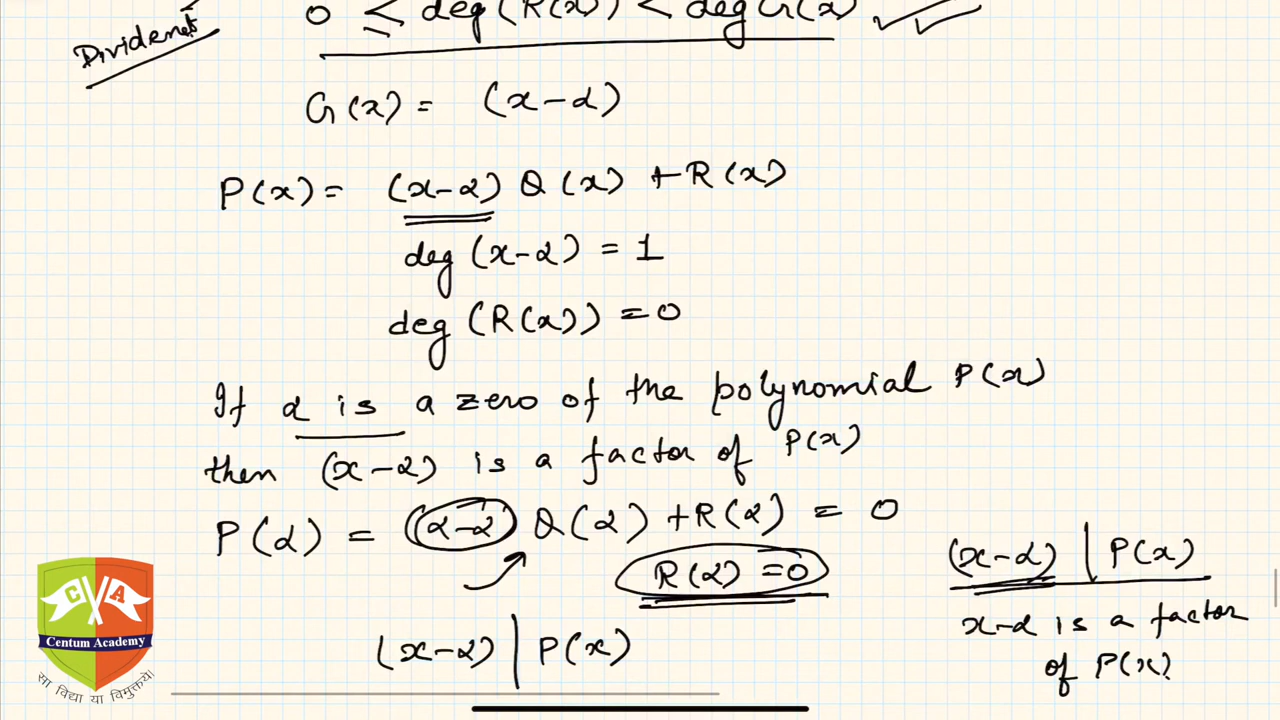 0 ≤ deg(R(x)) < deg G(x)
Dividend
G(x) = (x-α)
P(x) = (x-α) Q(x) + R(x)
deg (x-α) = 1
deg (R(x)) = 0
If α is a zero of the polynomial P(x)
then (x-α) is a factor of P(x)
P(α) = (α-α) Q(α) + R(α) = 0
R(α) = 0
(x-α) | P(x)
(x-α) | P(x)
x-α is a factor
of P(x)
C A
Centum Academy
सा विद्या या विमुक्तये।